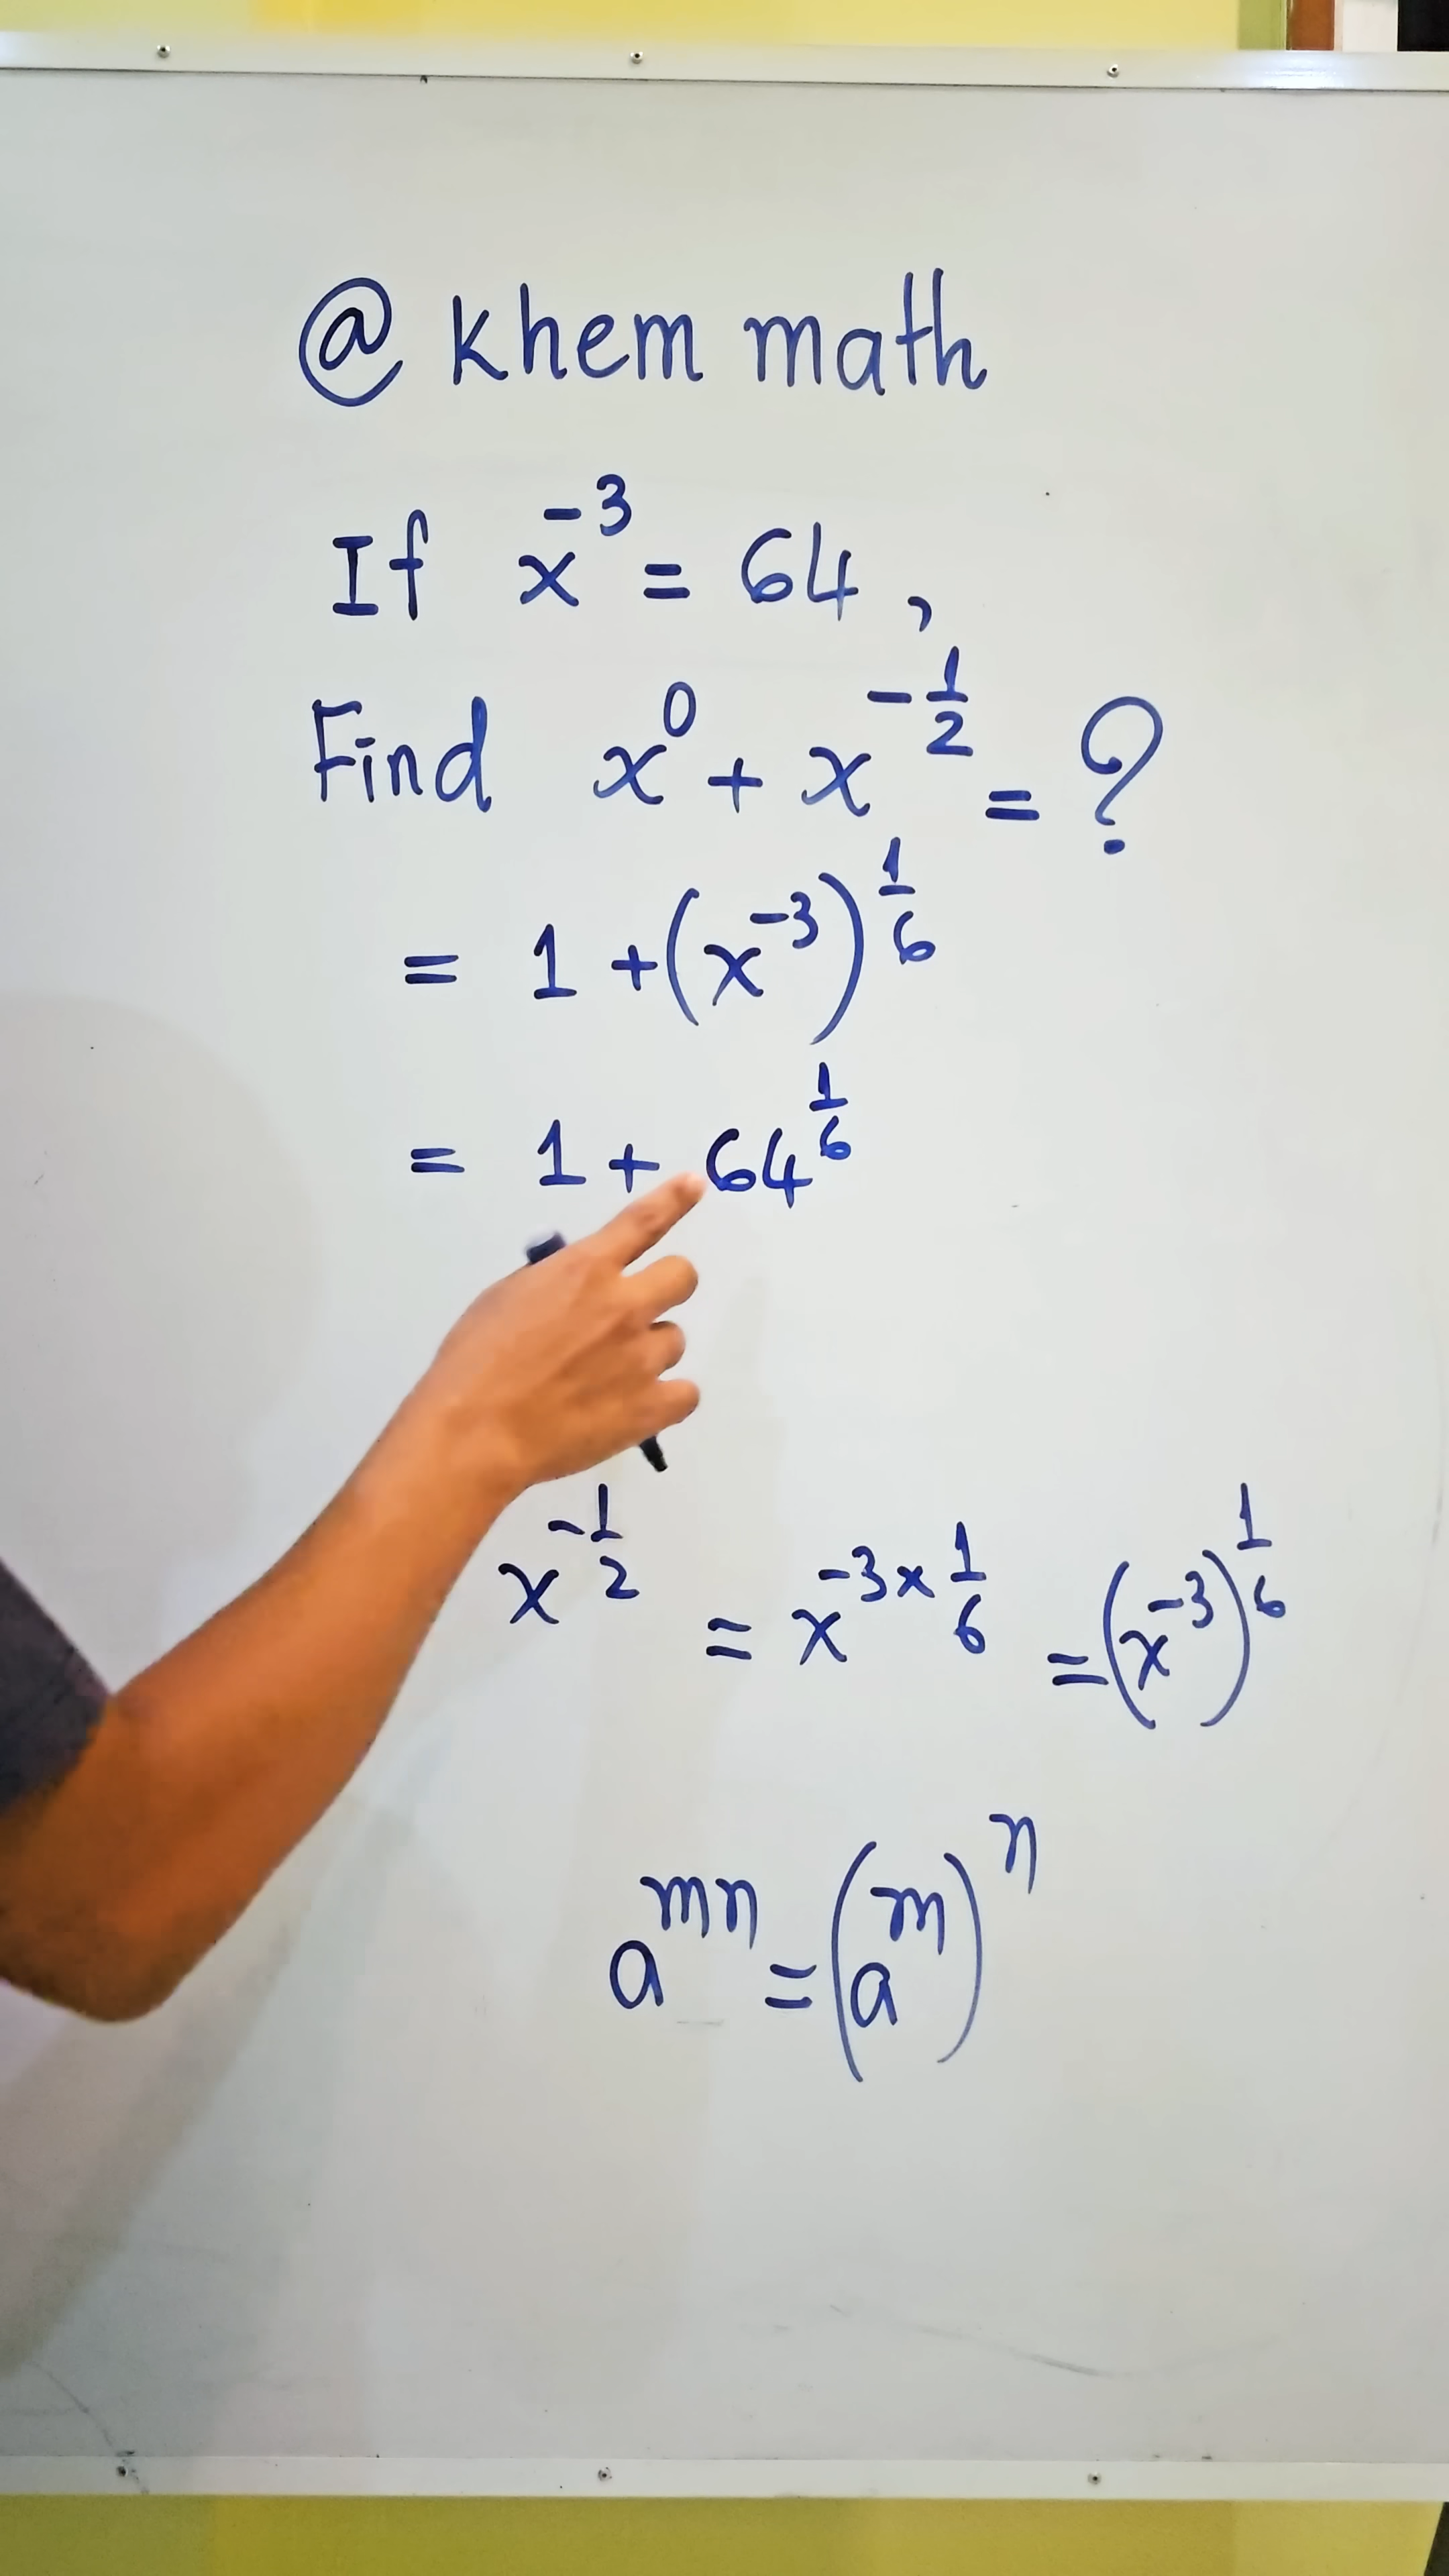 @ khem math
If x⁻³ = 64 ,
Find x⁰ + x^(-1/2) = ?
= 1 + (x⁻³)^(1/6)
= 1 + 64^(1/6)
x^(-1/2) = x^(-3×1/6) = (x⁻³)^(1/6)
a^(mn) = (a^m)^n